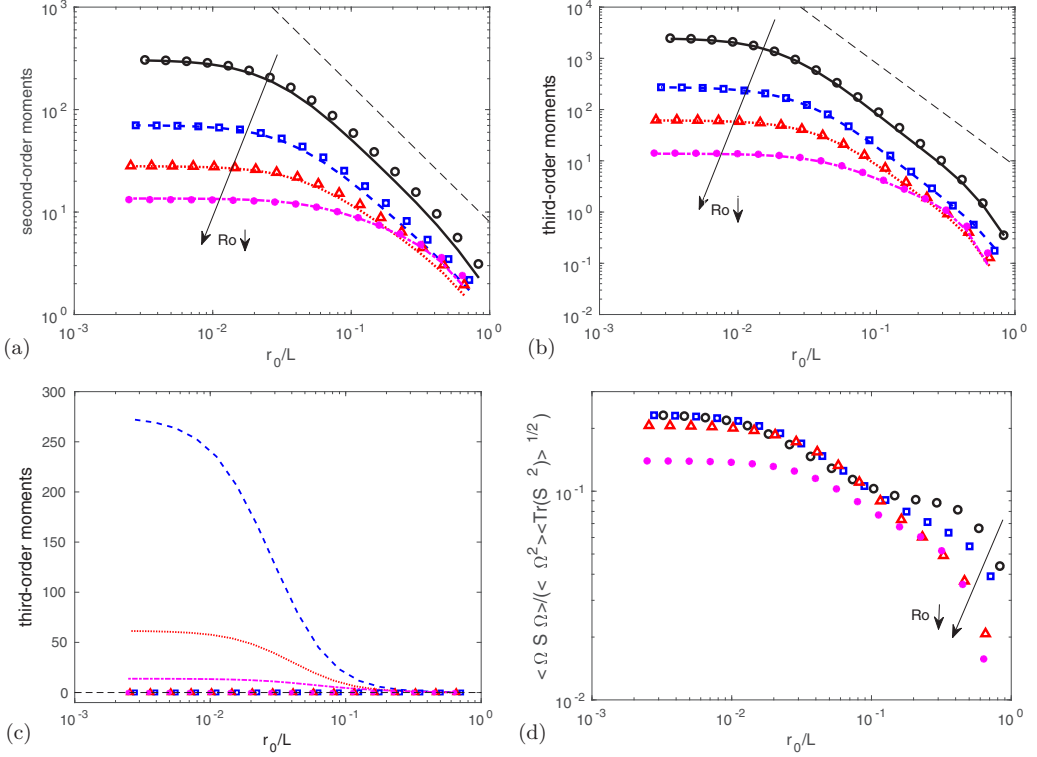 second-order moments
10^3
10^2
10^1
10^0
Ro
10^-3 10^-2 10^-1 10^0
r_0/L
(a)
third-order moments
10^4
10^3
10^2
10^1
10^0
10^-1
10^-2
Ro
10^-3 10^-2 10^-1 10^0
r_0/L
(b)
third-order moments
300
250
200
150
100
50
0
10^-3 10^-2 10^-1 10^0
r_0/L
(c)
< Ω S Ω>/(< Ω^2><Tr(S^2)>^1/2)
10^-1
10^-2
Ro
10^-3 10^-2 10^-1 10^0
r_0/L
(d)